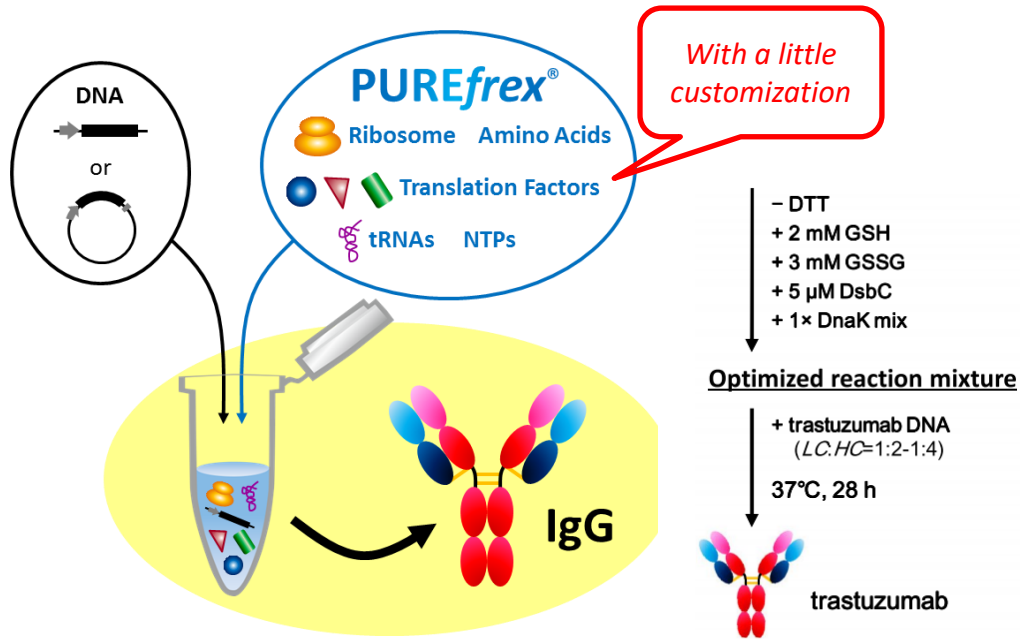 DNA
or
PUREfrex®
Ribosome Amino Acids
Translation Factors
tRNAs NTPs
With a little
customization
IgG
– DTT
+ 2 mM GSH
+ 3 mM GSSG
+ 5 µM DsbC
+ 1× DnaK mix
Optimized reaction mixture
+ trastuzumab DNA
(LC:HC=1:2-1:4)
37℃, 28 h
trastuzumab